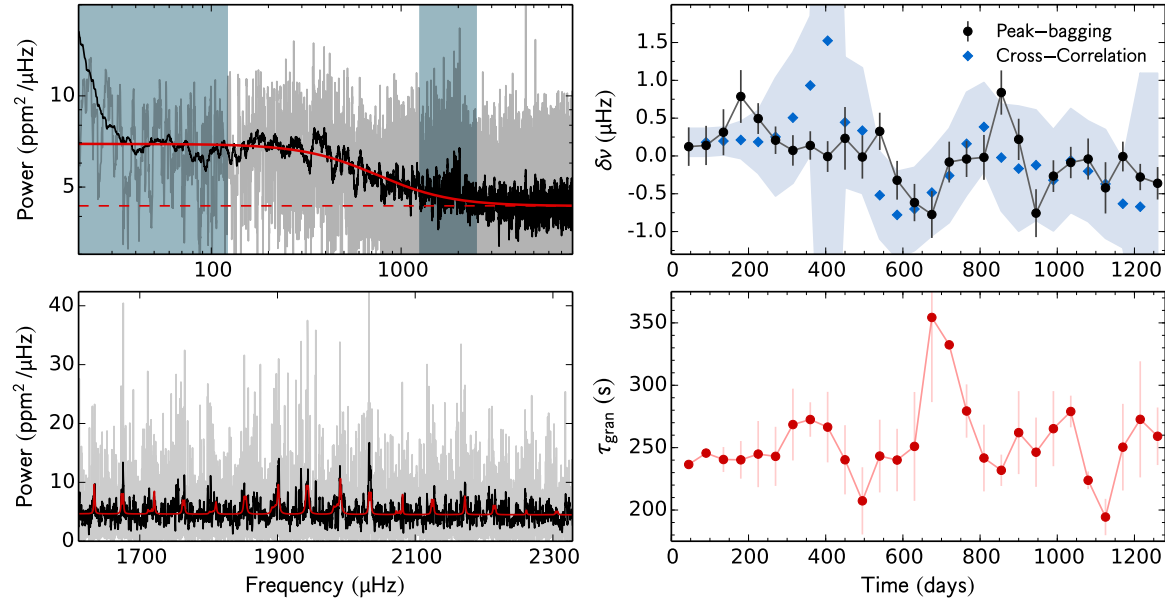 Power (ppm²/μHz)
10
5
100
1000
Power (ppm²/μHz)
40
30
20
10
0
1700
1900
2100
2300
Frequency (μHz)
δν (μHz)
1.5
1.0
0.5
0.0
-0.5
-1.0
Peak−bagging
Cross−Correlation
0 200 400 600 800 1000 1200
τgran (s)
350
300
250
200
0 200 400 600 800 1000 1200
Time (days)